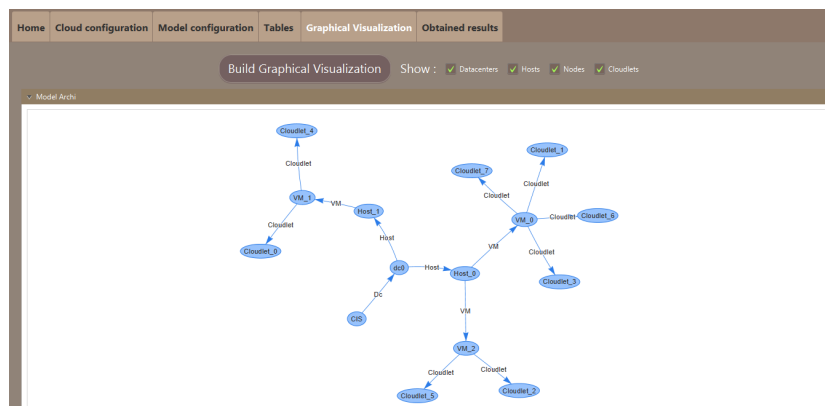 Home Cloud configuration Model configuration Tables Graphical Visualization Obtained results
Build Graphical Visualization Show : Datacenters Hosts Nodes Cloudlets
Model Archi
Cloudlet_4
Cloudlet_1
Cloudlet
Cloudlet_7
Cloudlet
Cloudlet
VM_1
VM
Host_1
VM_0
Cloudlet
Cloudlet_6
Cloudlet
Host
VM
Cloudlet_0
Cloudlet
dc0
Host
Host_0
Cloudlet_3
Dc
VM
CIS
VM_2
Cloudlet
Cloudlet
Cloudlet_5
Cloudlet_2